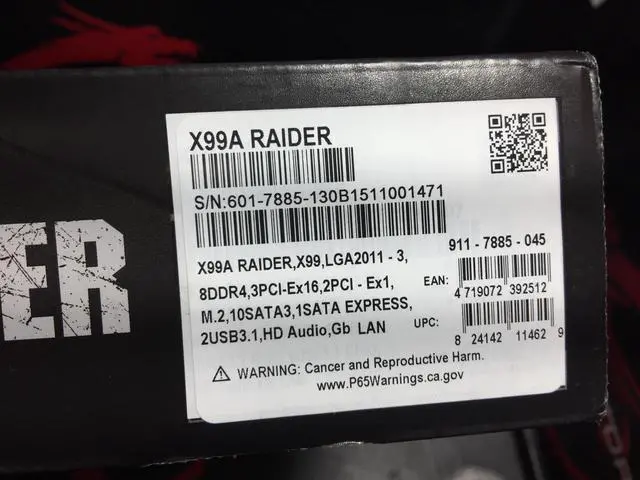 X99A RAIDER
S/N:601-7885-130B1511001471
911 - 7885 - 045
X99A RAIDER,X99,LGA2011 - 3,
8DDR4,3PCI-Ex16,2PCI - Ex1,
M.2,10SATA3,1SATA EXPRESS,
2USB3.1,HD Audio,Gb LAN
EAN:
4 719072 392512
UPC:
8 24142 11462 9
WARNING: Cancer and Reproductive Harm.
www.P65Warnings.ca.gov
ER